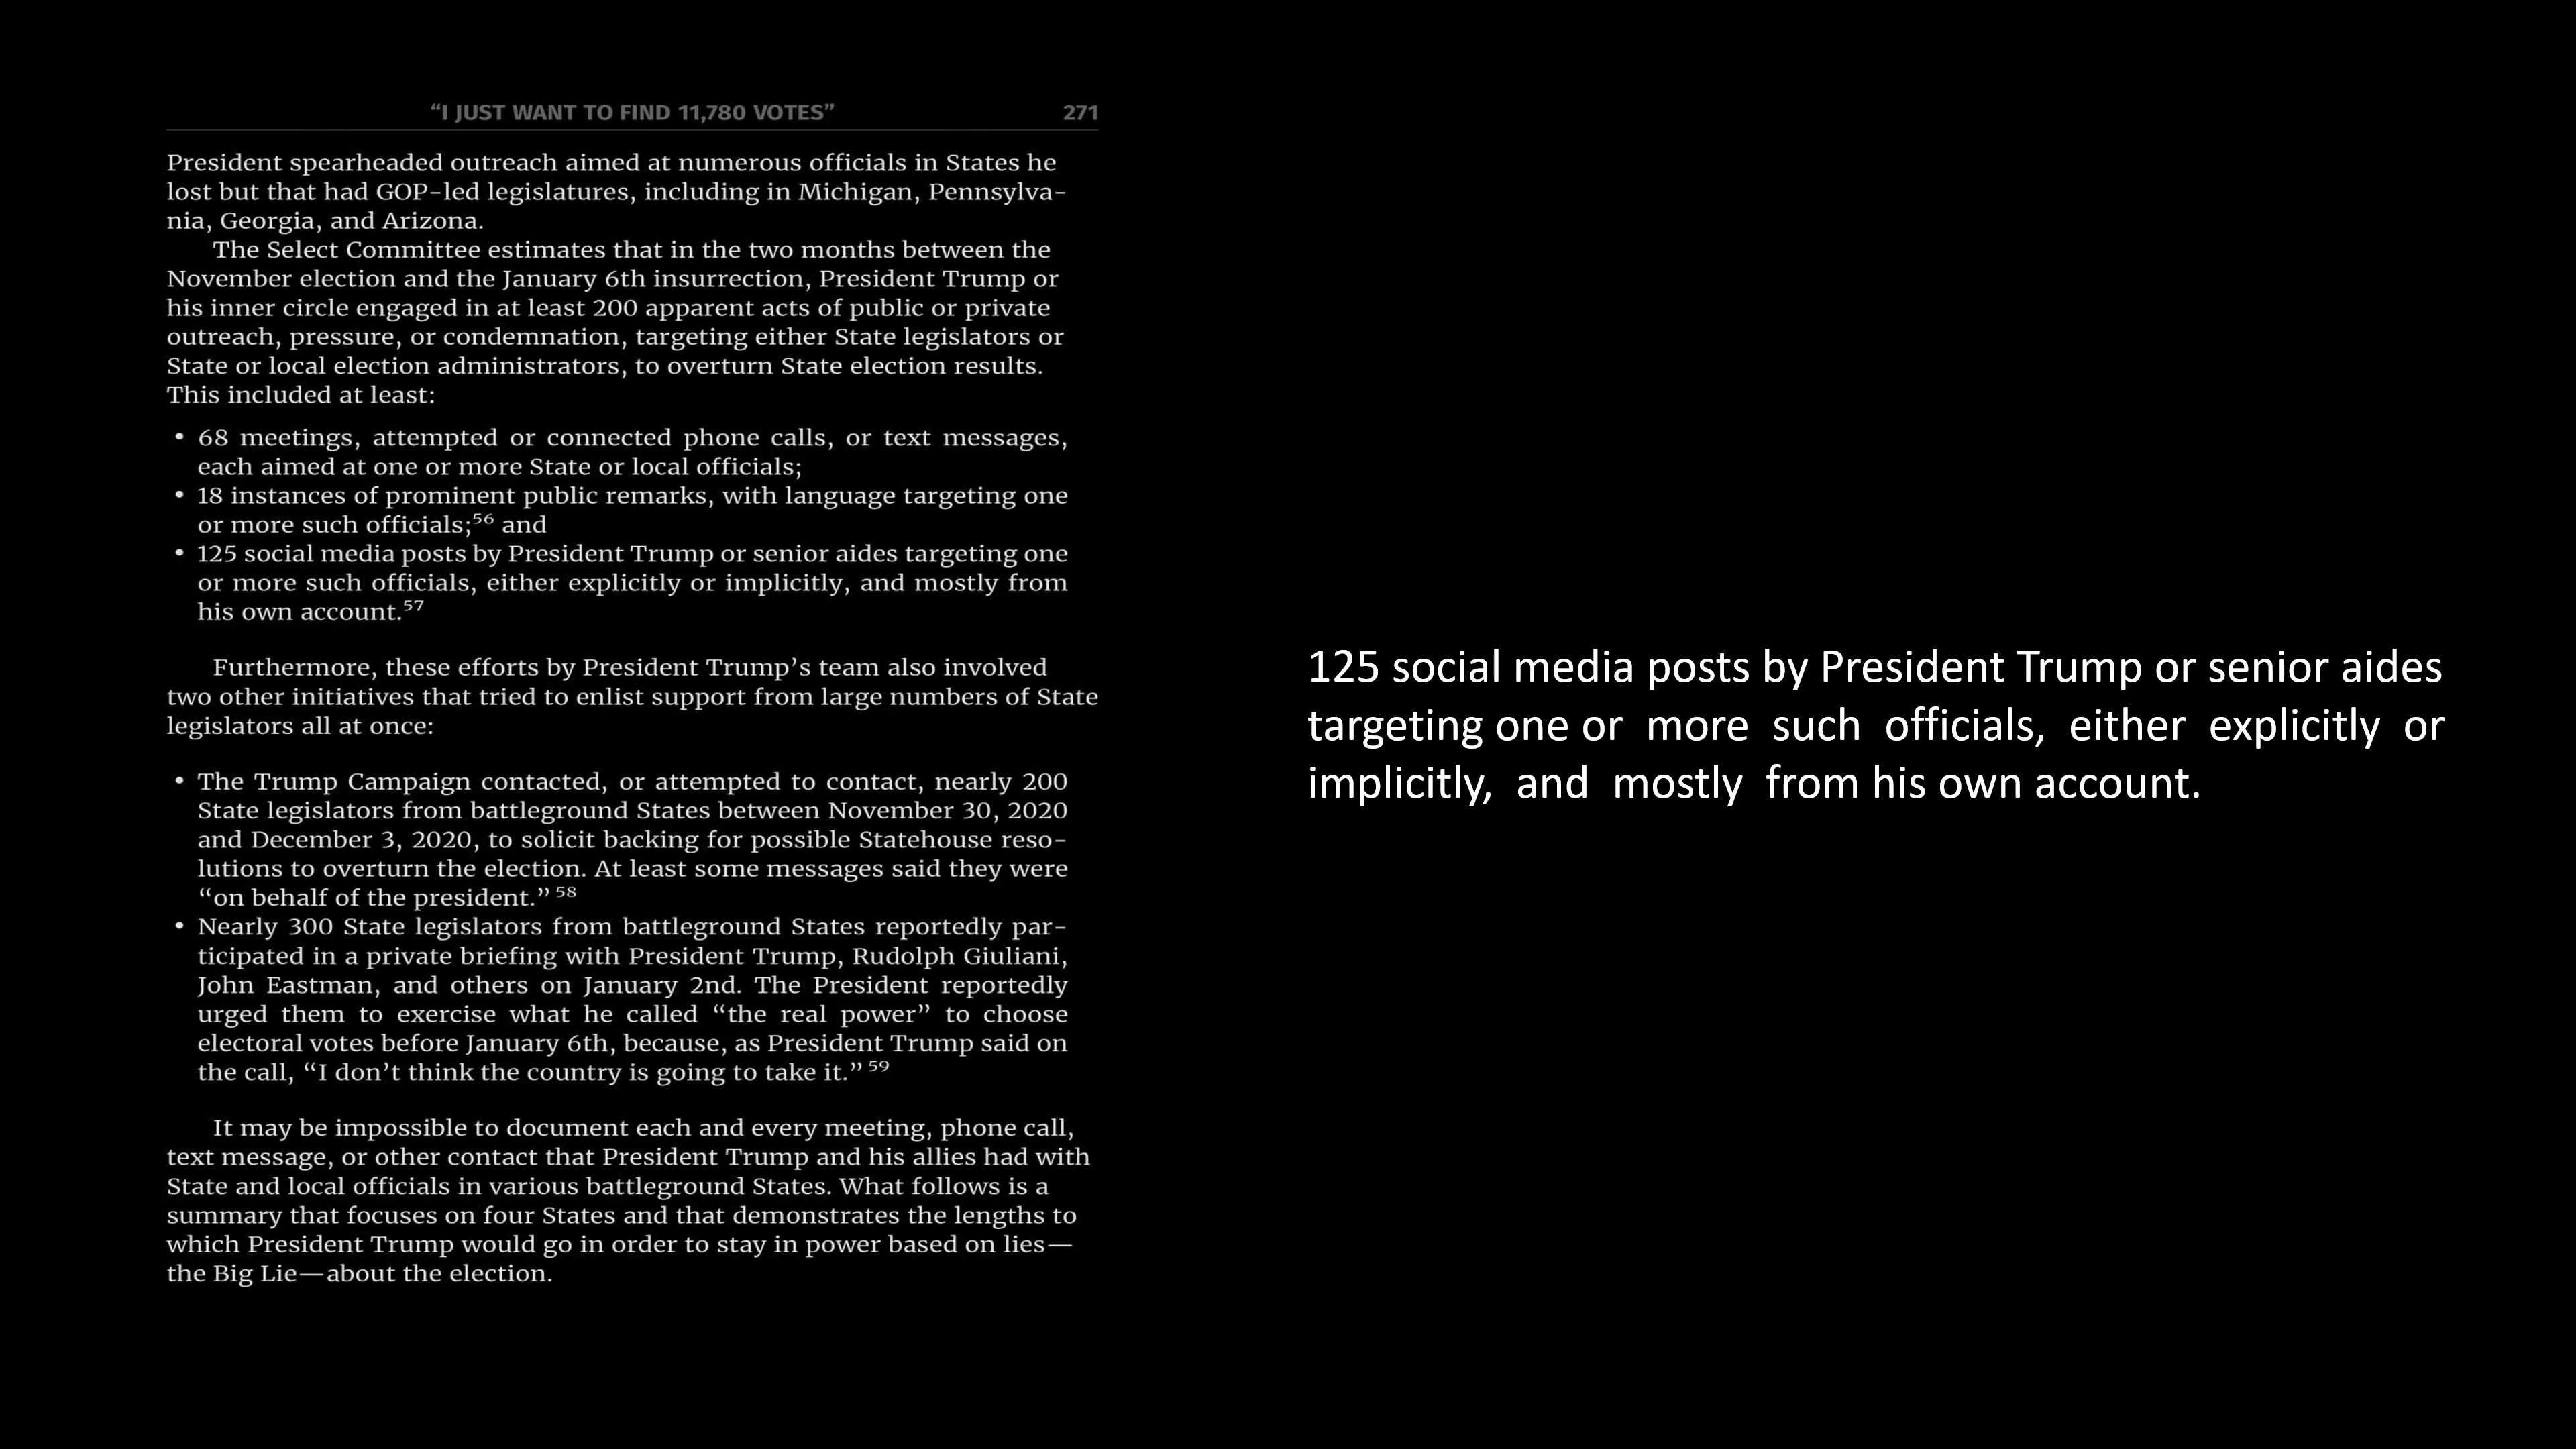 “I JUST WANT TO FIND 11,780 VOTES” 271
President spearheaded outreach aimed at numerous officials in States he
lost but that had GOP-led legislatures, including in Michigan, Pennsylva-
nia, Georgia, and Arizona.
The Select Committee estimates that in the two months between the
November election and the January 6th insurrection, President Trump or
his inner circle engaged in at least 200 apparent acts of public or private
outreach, pressure, or condemnation, targeting either State legislators or
State or local election administrators, to overturn State election results.
This included at least:
• 68 meetings, attempted or connected phone calls, or text messages,
each aimed at one or more State or local officials;
• 18 instances of prominent public remarks, with language targeting one
or more such officials;⁵⁶ and
• 125 social media posts by President Trump or senior aides targeting one
or more such officials, either explicitly or implicitly, and mostly from
his own account.⁵⁷
Furthermore, these efforts by President Trump’s team also involved
two other initiatives that tried to enlist support from large numbers of State
legislators all at once:
• The Trump Campaign contacted, or attempted to contact, nearly 200
State legislators from battleground States between November 30, 2020
and December 3, 2020, to solicit backing for possible Statehouse reso-
lutions to overturn the election. At least some messages said they were
“on behalf of the president.” ⁵⁸
• Nearly 300 State legislators from battleground States reportedly par-
ticipated in a private briefing with President Trump, Rudolph Giuliani,
John Eastman, and others on January 2nd. The President reportedly
urged them to exercise what he called “the real power” to choose
electoral votes before January 6th, because, as President Trump said on
the call, “I don’t think the country is going to take it.” ⁵⁹
It may be impossible to document each and every meeting, phone call,
text message, or other contact that President Trump and his allies had with
State and local officials in various battleground States. What follows is a
summary that focuses on four States and that demonstrates the lengths to
which President Trump would go in order to stay in power based on lies—
the Big Lie—about the election.
125 social media posts by President Trump or senior aides
targeting one or more such officials, either explicitly or
implicitly, and mostly from his own account.